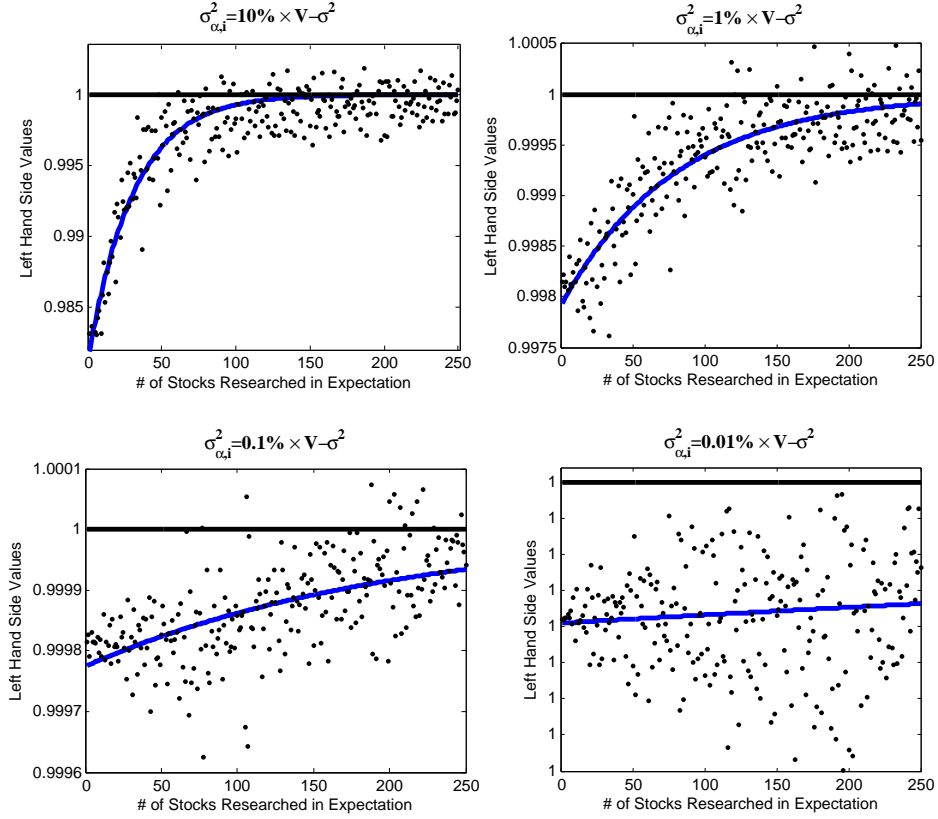 σ²α,i=10% × V−σ²
Left Hand Side Values
1
0.995
0.99
0.985
0 50 100 150 200 250
# of Stocks Researched in Expectation
σ²α,i=1% × V−σ²
Left Hand Side Values
1.0005
1
0.9995
0.999
0.9985
0.998
0.9975
0 50 100 150 200 250
# of Stocks Researched in Expectation
σ²α,i=0.1% × V−σ²
Left Hand Side Values
1.0001
1
0.9999
0.9998
0.9997
0.9996
0 50 100 150 200 250
# of Stocks Researched in Expectation
σ²α,i=0.01% × V−σ²
Left Hand Side Values
1
1
1
1
1
1
1
1
1
0 50 100 150 200 250
# of Stocks Researched in Expectation